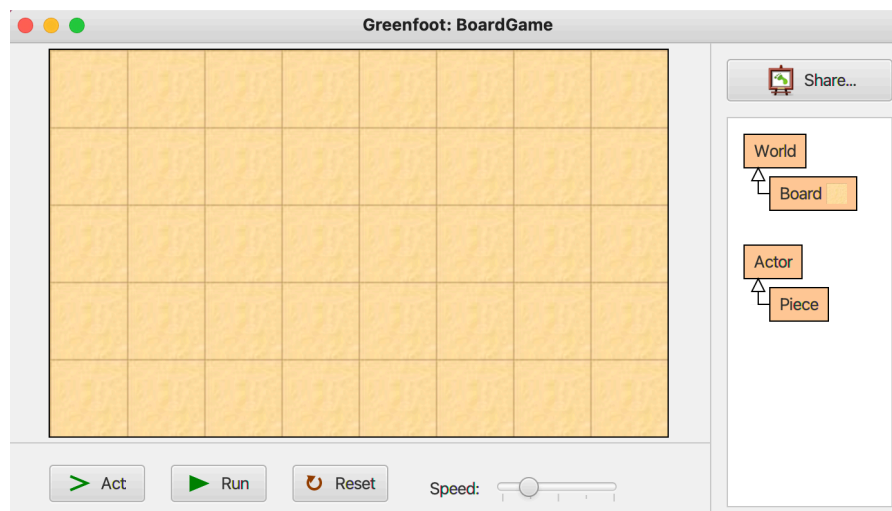 Greenfoot: BoardGame
Share...
World
Board
Actor
Piece
Act
Run
Reset
Speed: